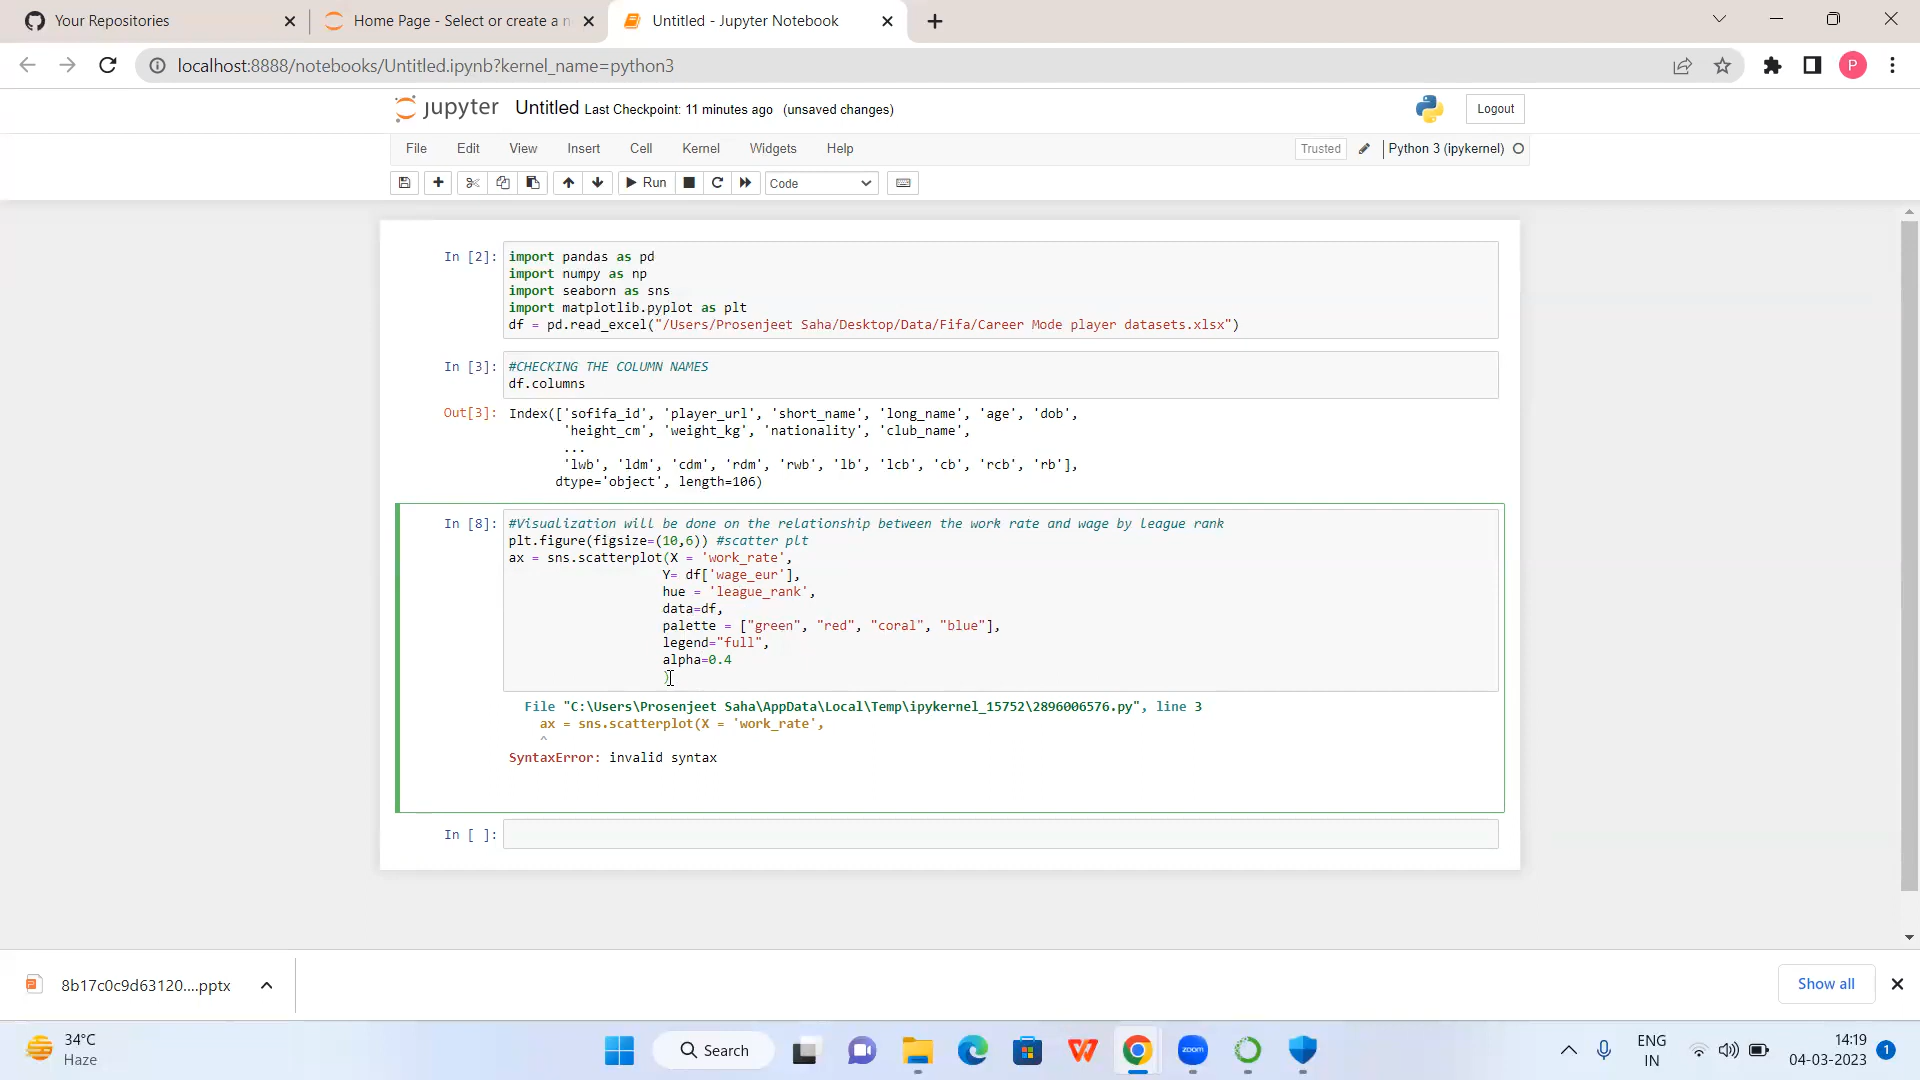 Your Repositories
Home Page - Select or create a n
Untitled - Jupyter Notebook
localhost:8888/notebooks/Untitled.ipynb?kernel_name=python3
P
jupyter Untitled Last Checkpoint: 11 minutes ago (unsaved changes)
Logout
File Edit View Insert Cell Kernel Widgets Help
Trusted Python 3 (ipykernel)
Run Code
In [2]: import pandas as pd
import numpy as np
import seaborn as sns
import matplotlib.pyplot as plt
df = pd.read_excel("/Users/Prosenjeet Saha/Desktop/Data/Fifa/Career Mode player datasets.xlsx")
In [3]: #CHECKING THE COLUMN NAMES
df.columns
Out[3]: Index(['sofifa_id', 'player_url', 'short_name', 'long_name', 'age', 'dob',
'height_cm', 'weight_kg', 'nationality', 'club_name',
...
'lwb', 'ldm', 'cdm', 'rdm', 'rwb', 'lb', 'lcb', 'cb', 'rcb', 'rb'],
dtype='object', length=106)
In [8]: #Visualization will be done on the relationship between the work rate and wage by league rank
plt.figure(figsize=(10,6)) #scatter plt
ax = sns.scatterplot(X = 'work_rate',
Y= df['wage_eur'],
hue = 'league_rank',
data=df,
palette = ["green", "red", "coral", "blue"],
legend="full",
alpha=0.4
)
File "C:\Users\Prosenjeet Saha\AppData\Local\Temp\ipykernel_15752\2896006576.py", line 3
ax = sns.scatterplot(X = 'work_rate',
^
SyntaxError: invalid syntax
In [ ]:
8b17c0c9d63120....pptx
Show all
34°C
Haze
Search
zoom
ENG
IN
14:19
04-03-2023
1